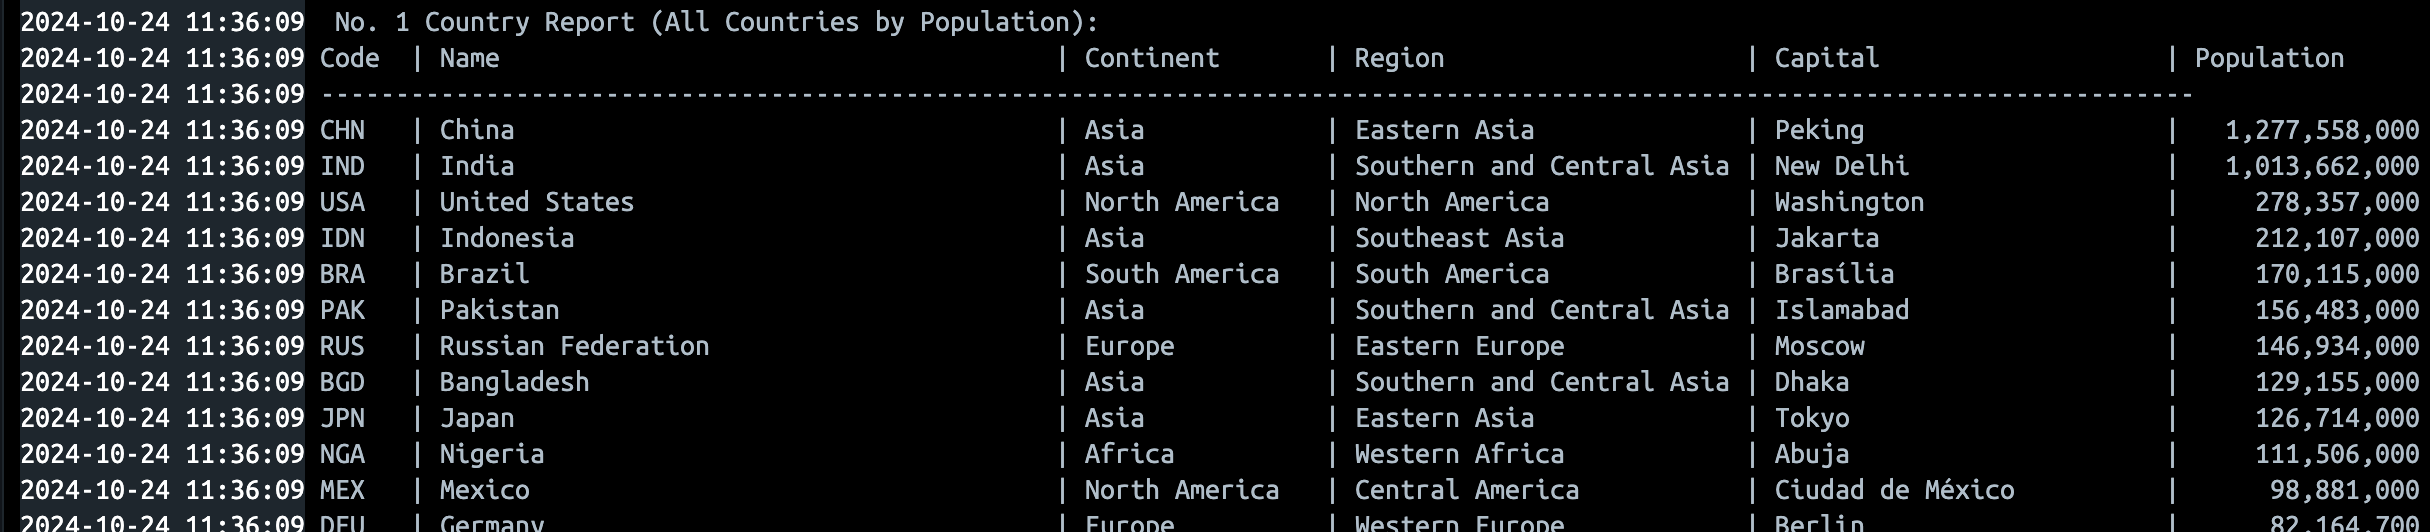 2024-10-24 11:36:09  No. 1 Country Report (All Countries by Population):
2024-10-24 11:36:09 Code  | Name                                     | Continent       | Region                    | Capital                   | Population
2024-10-24 11:36:09 -----------------------------------------------------------------------------------------------------------------------------
2024-10-24 11:36:09 CHN   | China                                    | Asia            | Eastern Asia              | Peking                    |   1,277,558,000
2024-10-24 11:36:09 IND   | India                                    | Asia            | Southern and Central Asia | New Delhi                 |   1,013,662,000
2024-10-24 11:36:09 USA   | United States                            | North America   | North America             | Washington                |     278,357,000
2024-10-24 11:36:09 IDN   | Indonesia                                | Asia            | Southeast Asia            | Jakarta                   |     212,107,000
2024-10-24 11:36:09 BRA   | Brazil                                   | South America   | South America             | Brasília                  |     170,115,000
2024-10-24 11:36:09 PAK   | Pakistan                                 | Asia            | Southern and Central Asia | Islamabad                 |     156,483,000
2024-10-24 11:36:09 RUS   | Russian Federation                       | Europe          | Eastern Europe            | Moscow                    |     146,934,000
2024-10-24 11:36:09 BGD   | Bangladesh                               | Asia            | Southern and Central Asia | Dhaka                     |     129,155,000
2024-10-24 11:36:09 JPN   | Japan                                    | Asia            | Eastern Asia              | Tokyo                     |     126,714,000
2024-10-24 11:36:09 NGA   | Nigeria                                  | Africa          | Western Africa            | Abuja                     |     111,506,000
2024-10-24 11:36:09 MEX   | Mexico                                   | North America   | Central America           | Ciudad de México          |      98,881,000
2024-10-24 11:36:09 DEU   | Germany                                  | Europe          | Western Europe            | Berlin                    |      82,164,700